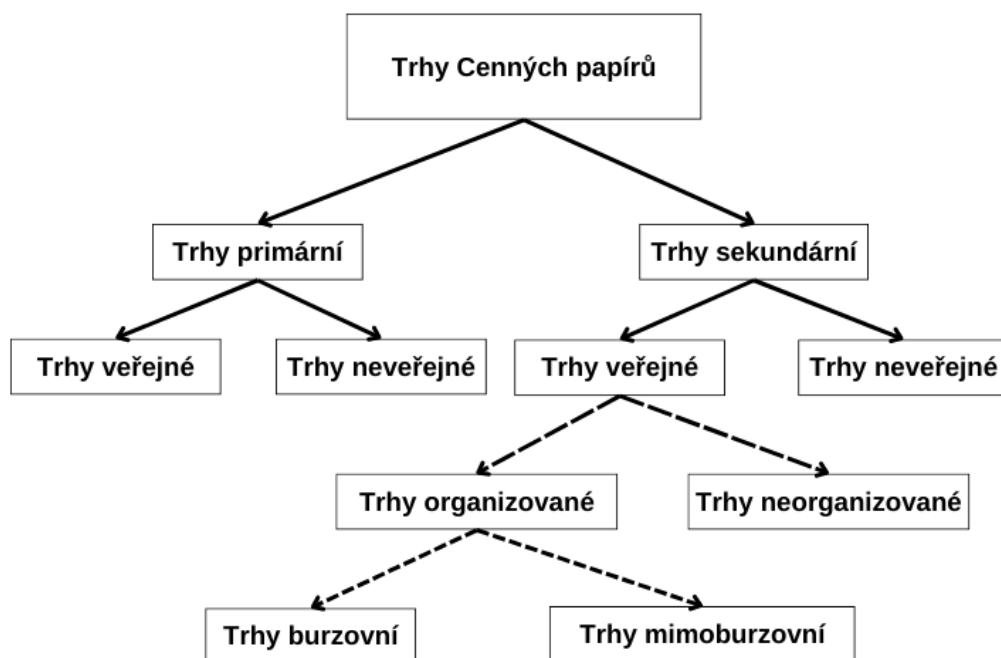 Trhy Cenných papírů
Trhy primární
Trhy sekundární
Trhy veřejné
Trhy neveřejné
Trhy veřejné
Trhy neveřejné
Trhy organizované
Trhy neorganizované
Trhy burzovní
Trhy mimoburzovní